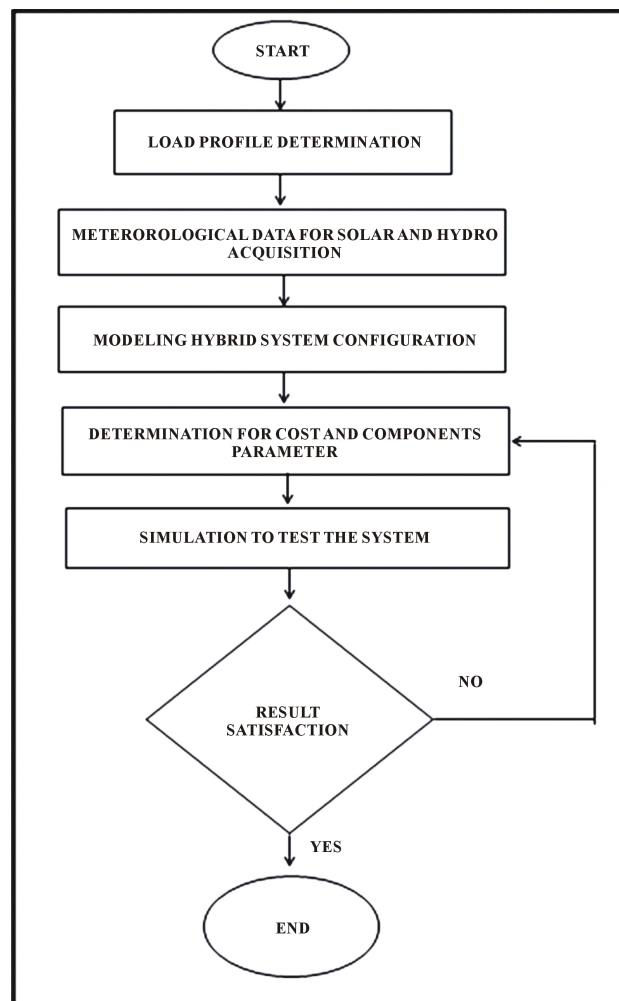 START
LOAD PROFILE DETERMINATION
METEROROLOGICAL DATA FOR SOLAR AND HYDRO
ACQUISITION
MODELING HYBRID SYSTEM CONFIGURATION
DETERMINATION FOR COST AND COMPONENTS
PARAMETER
SIMULATION TO TEST THE SYSTEM
NO
RESULT
SATISFACTION
YES
END